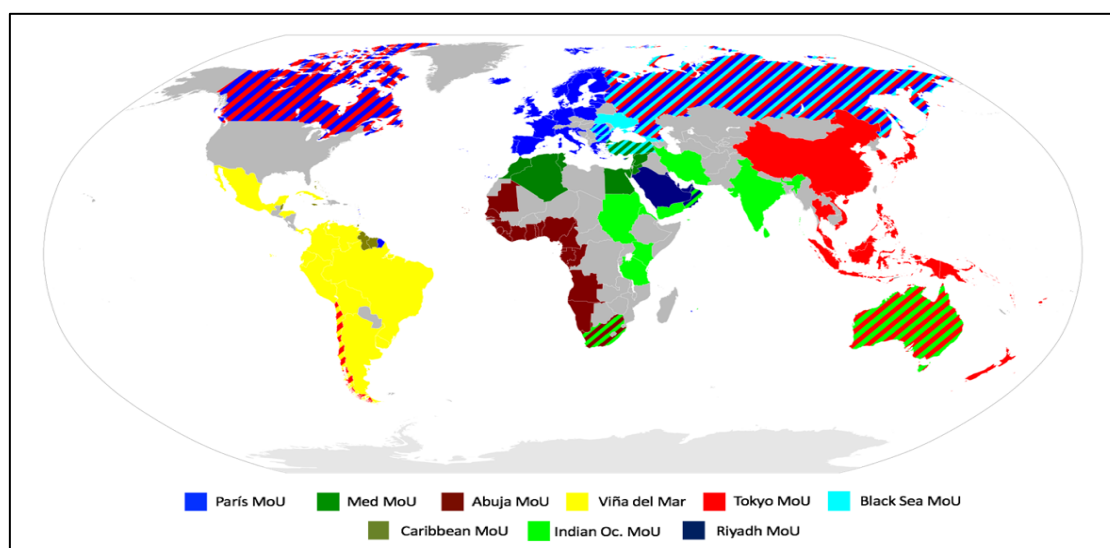 París MoU Med MoU Abuja MoU Viña del Mar Tokyo MoU Black Sea MoU
Caribbean MoU Indian Oc. MoU Riyadh MoU